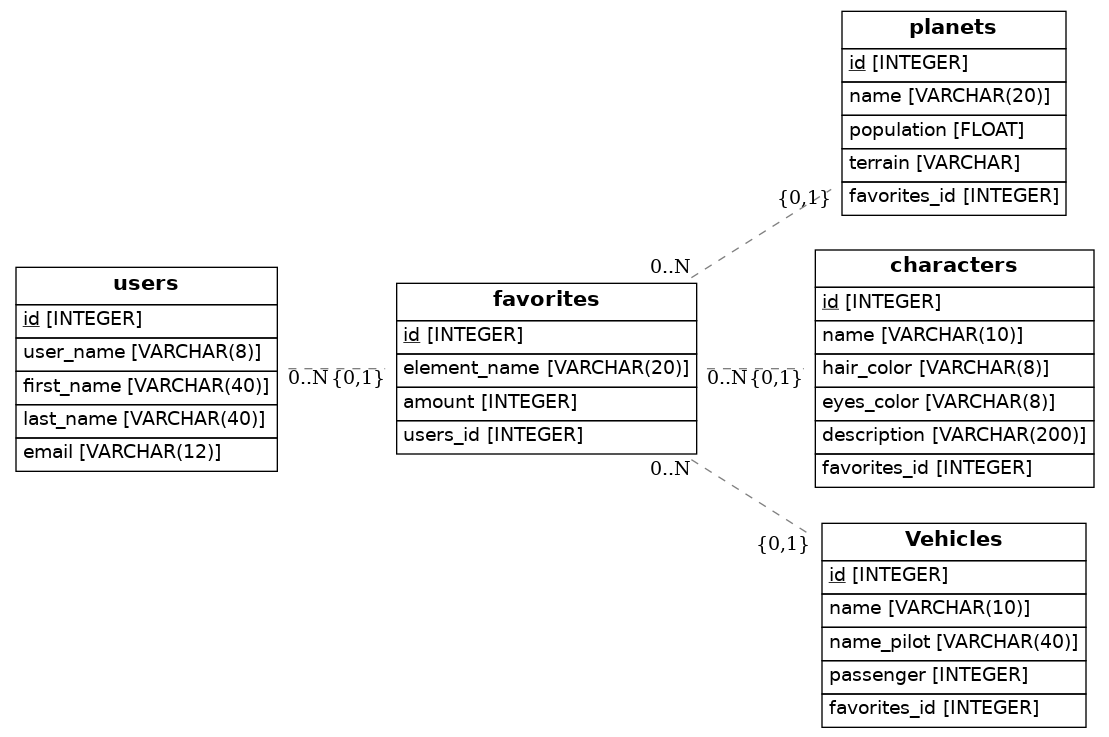 planets
id [INTEGER]
name [VARCHAR(20)]
population [FLOAT]
terrain [VARCHAR]
favorites_id [INTEGER]
{0,1}
0..N
users
id [INTEGER]
user_name [VARCHAR(8)]
first_name [VARCHAR(40)]
last_name [VARCHAR(40)]
email [VARCHAR(12)]
0..N {0,1}
favorites
id [INTEGER]
element_name [VARCHAR(20)]
amount [INTEGER]
users_id [INTEGER]
0..N {0,1}
characters
id [INTEGER]
name [VARCHAR(10)]
hair_color [VARCHAR(8)]
eyes_color [VARCHAR(8)]
description [VARCHAR(200)]
favorites_id [INTEGER]
0..N
{0,1}
Vehicles
id [INTEGER]
name [VARCHAR(10)]
name_pilot [VARCHAR(40)]
passenger [INTEGER]
favorites_id [INTEGER]